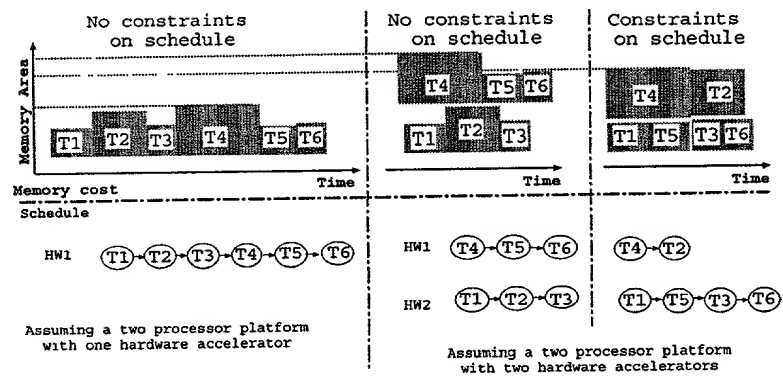 No constraints
on schedule
No constraints
on schedule
Constraints
on schedule
Memory Area
T1
T2
T3
T4
T5
T6
T4
T5
T6
T1
T2
T3
T4
T2
T1
T5
T3
T6
Time
Time
Time
Memory cost
Schedule
HW1
T1
T2
T3
T4
T5
T6
HW1
T4
T5
T6
T4
T2
HW2
T1
T2
T3
T1
T5
T3
T6
Assuming a two processor platform
with one hardware accelerator
Assuming a two processor platform
with two hardware accelerators